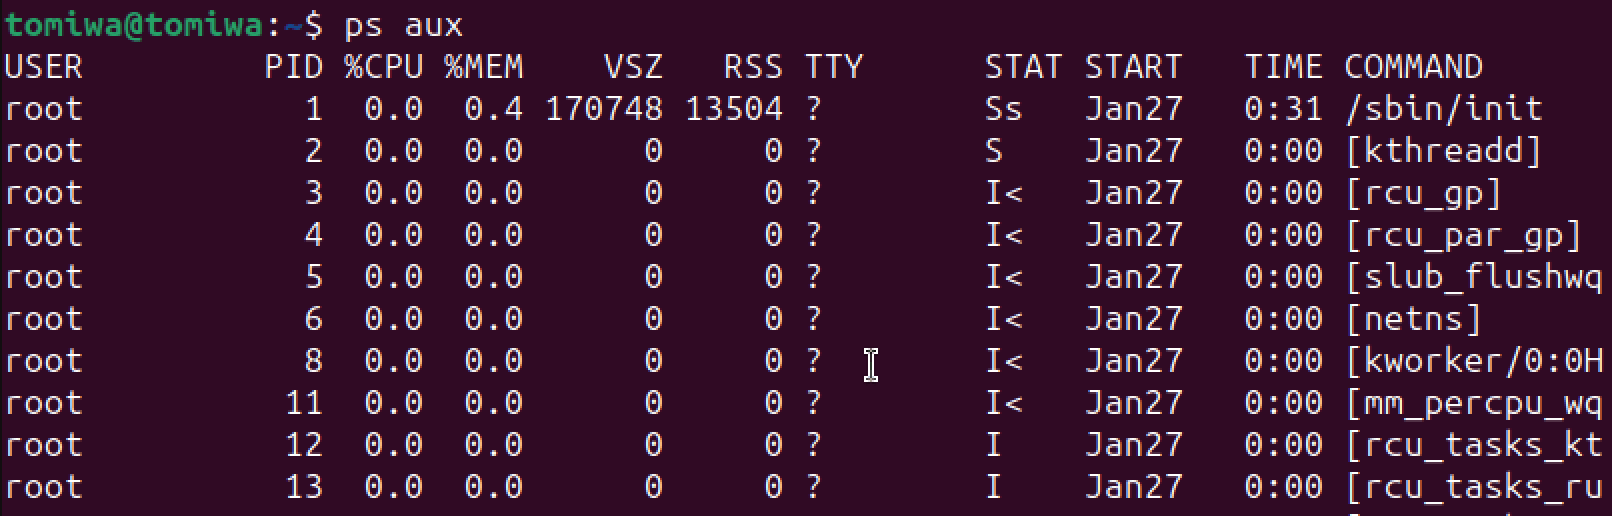 tomiwa@tomiwa:~$ ps aux
USER         PID %CPU %MEM    VSZ   RSS TTY      STAT START   TIME COMMAND
root           1  0.0  0.4 170748 13504 ?        Ss   Jan27   0:31 /sbin/init
root           2  0.0  0.0      0     0 ?        S    Jan27   0:00 [kthreadd]
root           3  0.0  0.0      0     0 ?        I<   Jan27   0:00 [rcu_gp]
root           4  0.0  0.0      0     0 ?        I<   Jan27   0:00 [rcu_par_gp]
root           5  0.0  0.0      0     0 ?        I<   Jan27   0:00 [slub_flushwq
root           6  0.0  0.0      0     0 ?        I<   Jan27   0:00 [netns]
root           8  0.0  0.0      0     0 ?        I<   Jan27   0:00 [kworker/0:0H
root          11  0.0  0.0      0     0 ?        I<   Jan27   0:00 [mm_percpu_wq
root          12  0.0  0.0      0     0 ?        I    Jan27   0:00 [rcu_tasks_kt
root          13  0.0  0.0      0     0 ?        I    Jan27   0:00 [rcu_tasks_ru